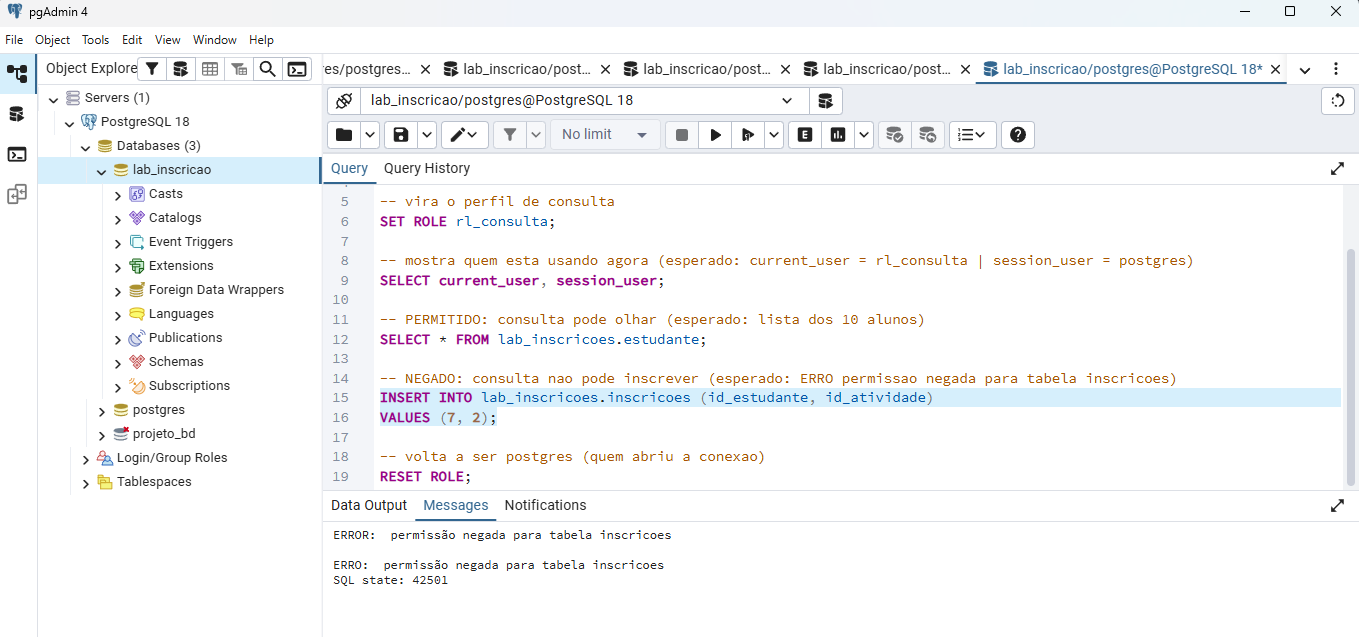 pgAdmin 4
File Object Tools Edit View Window Help
Object Explore
es/postgres... lab_inscricao/post... lab_inscricao/post... lab_inscricao/post... lab_inscricao/postgres@PostgreSQL 18*
Servers (1)
PostgreSQL 18
Databases (3)
lab_inscricao
Casts
Catalogs
Event Triggers
Extensions
Foreign Data Wrappers
Languages
Publications
Schemas
Subscriptions
postgres
projeto_bd
Login/Group Roles
Tablespaces
lab_inscricao/postgres@PostgreSQL 18
No limit
E
Query Query History
5 -- vira o perfil de consulta
6 SET ROLE rl_consulta;
7
8 -- mostra quem esta usando agora (esperado: current_user = rl_consulta | session_user = postgres)
9 SELECT current_user, session_user;
10
11 -- PERMITIDO: consulta pode olhar (esperado: lista dos 10 alunos)
12 SELECT * FROM lab_inscricoes.estudante;
13
14 -- NEGADO: consulta nao pode inscrever (esperado: ERRO permissao negada para tabela inscricoes)
15 INSERT INTO lab_inscricoes.inscricoes (id_estudante, id_atividade)
16 VALUES (7, 2);
17
18 -- volta a ser postgres (quem abriu a conexao)
19 RESET ROLE;
Data Output Messages Notifications
ERROR:  permissão negada para tabela inscricoes
ERRO:  permissão negada para tabela inscricoes
SQL state: 42501